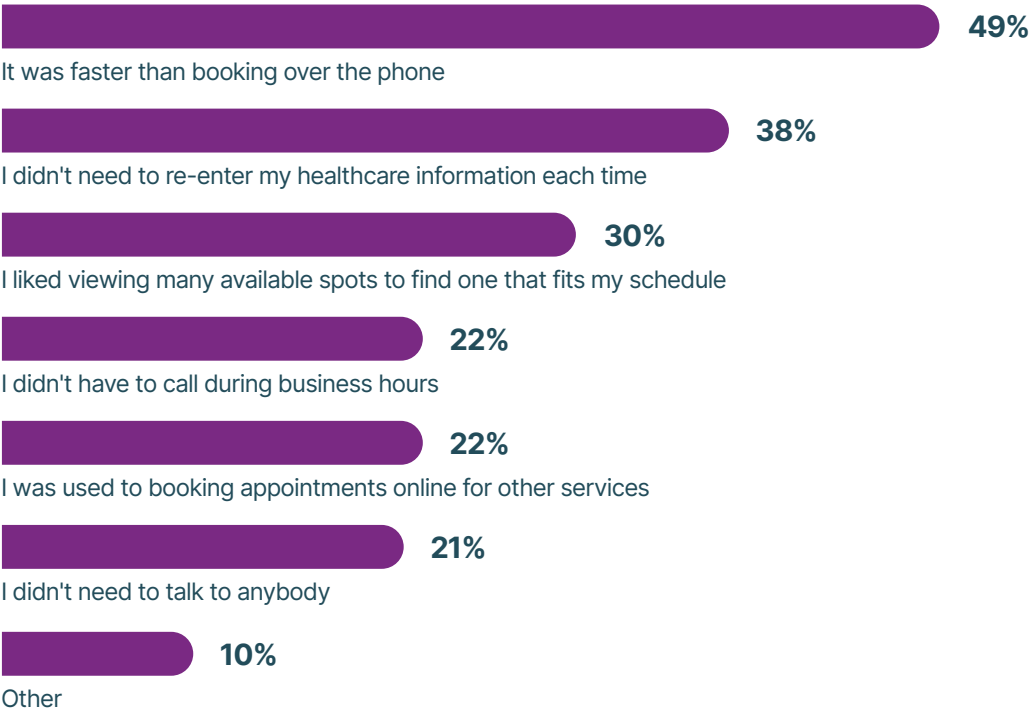 49%
It was faster than booking over the phone
38%
I didn't need to re-enter my healthcare information each time
30%
I liked viewing many available spots to find one that fits my schedule
22%
I didn't have to call during business hours
22%
I was used to booking appointments online for other services
21%
I didn't need to talk to anybody
10%
Other